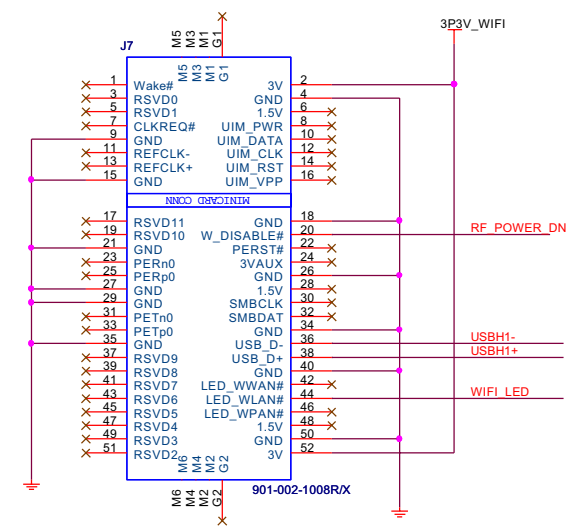 3P3V_WIFI
M5 M3 M1 G1
J7
M5 M3 M1 G1
1 Wake# 3V 2
3 RSVD0 GND 4
5 RSVD1 1.5V 6
7 CLKREQ# UIM_PWR 8
9 GND UIM_DATA 10
11 REFCLK- UIM_CLK 12
13 REFCLK+ UIM_RST 14
15 GND UIM_VPP 16
MINICARD CONN
17 RSVD11 GND 18
19 RSVD10 W_DISABLE# 20 RF_POWER_DN
21 GND PERST# 22
23 PERn0 3VAUX 24
25 PERp0 GND 26
27 GND 1.5V 28
29 GND SMBCLK 30
31 PETn0 SMBDAT 32
33 PETp0 GND 34
35 GND USB_D- 36 USBH1-
37 RSVD9 USB_D+ 38 USBH1+
39 RSVD8 GND 40
41 RSVD7 LED_WWAN# 42
43 RSVD6 LED_WLAN# 44 WIFI_LED
45 RSVD5 LED_WPAN# 46
47 RSVD4 1.5V 48
49 RSVD3 GND 50
51 RSVD2 3V 52
M6 M4 M2 G2
M6 M4 M2 G2
901-002-1008R/X